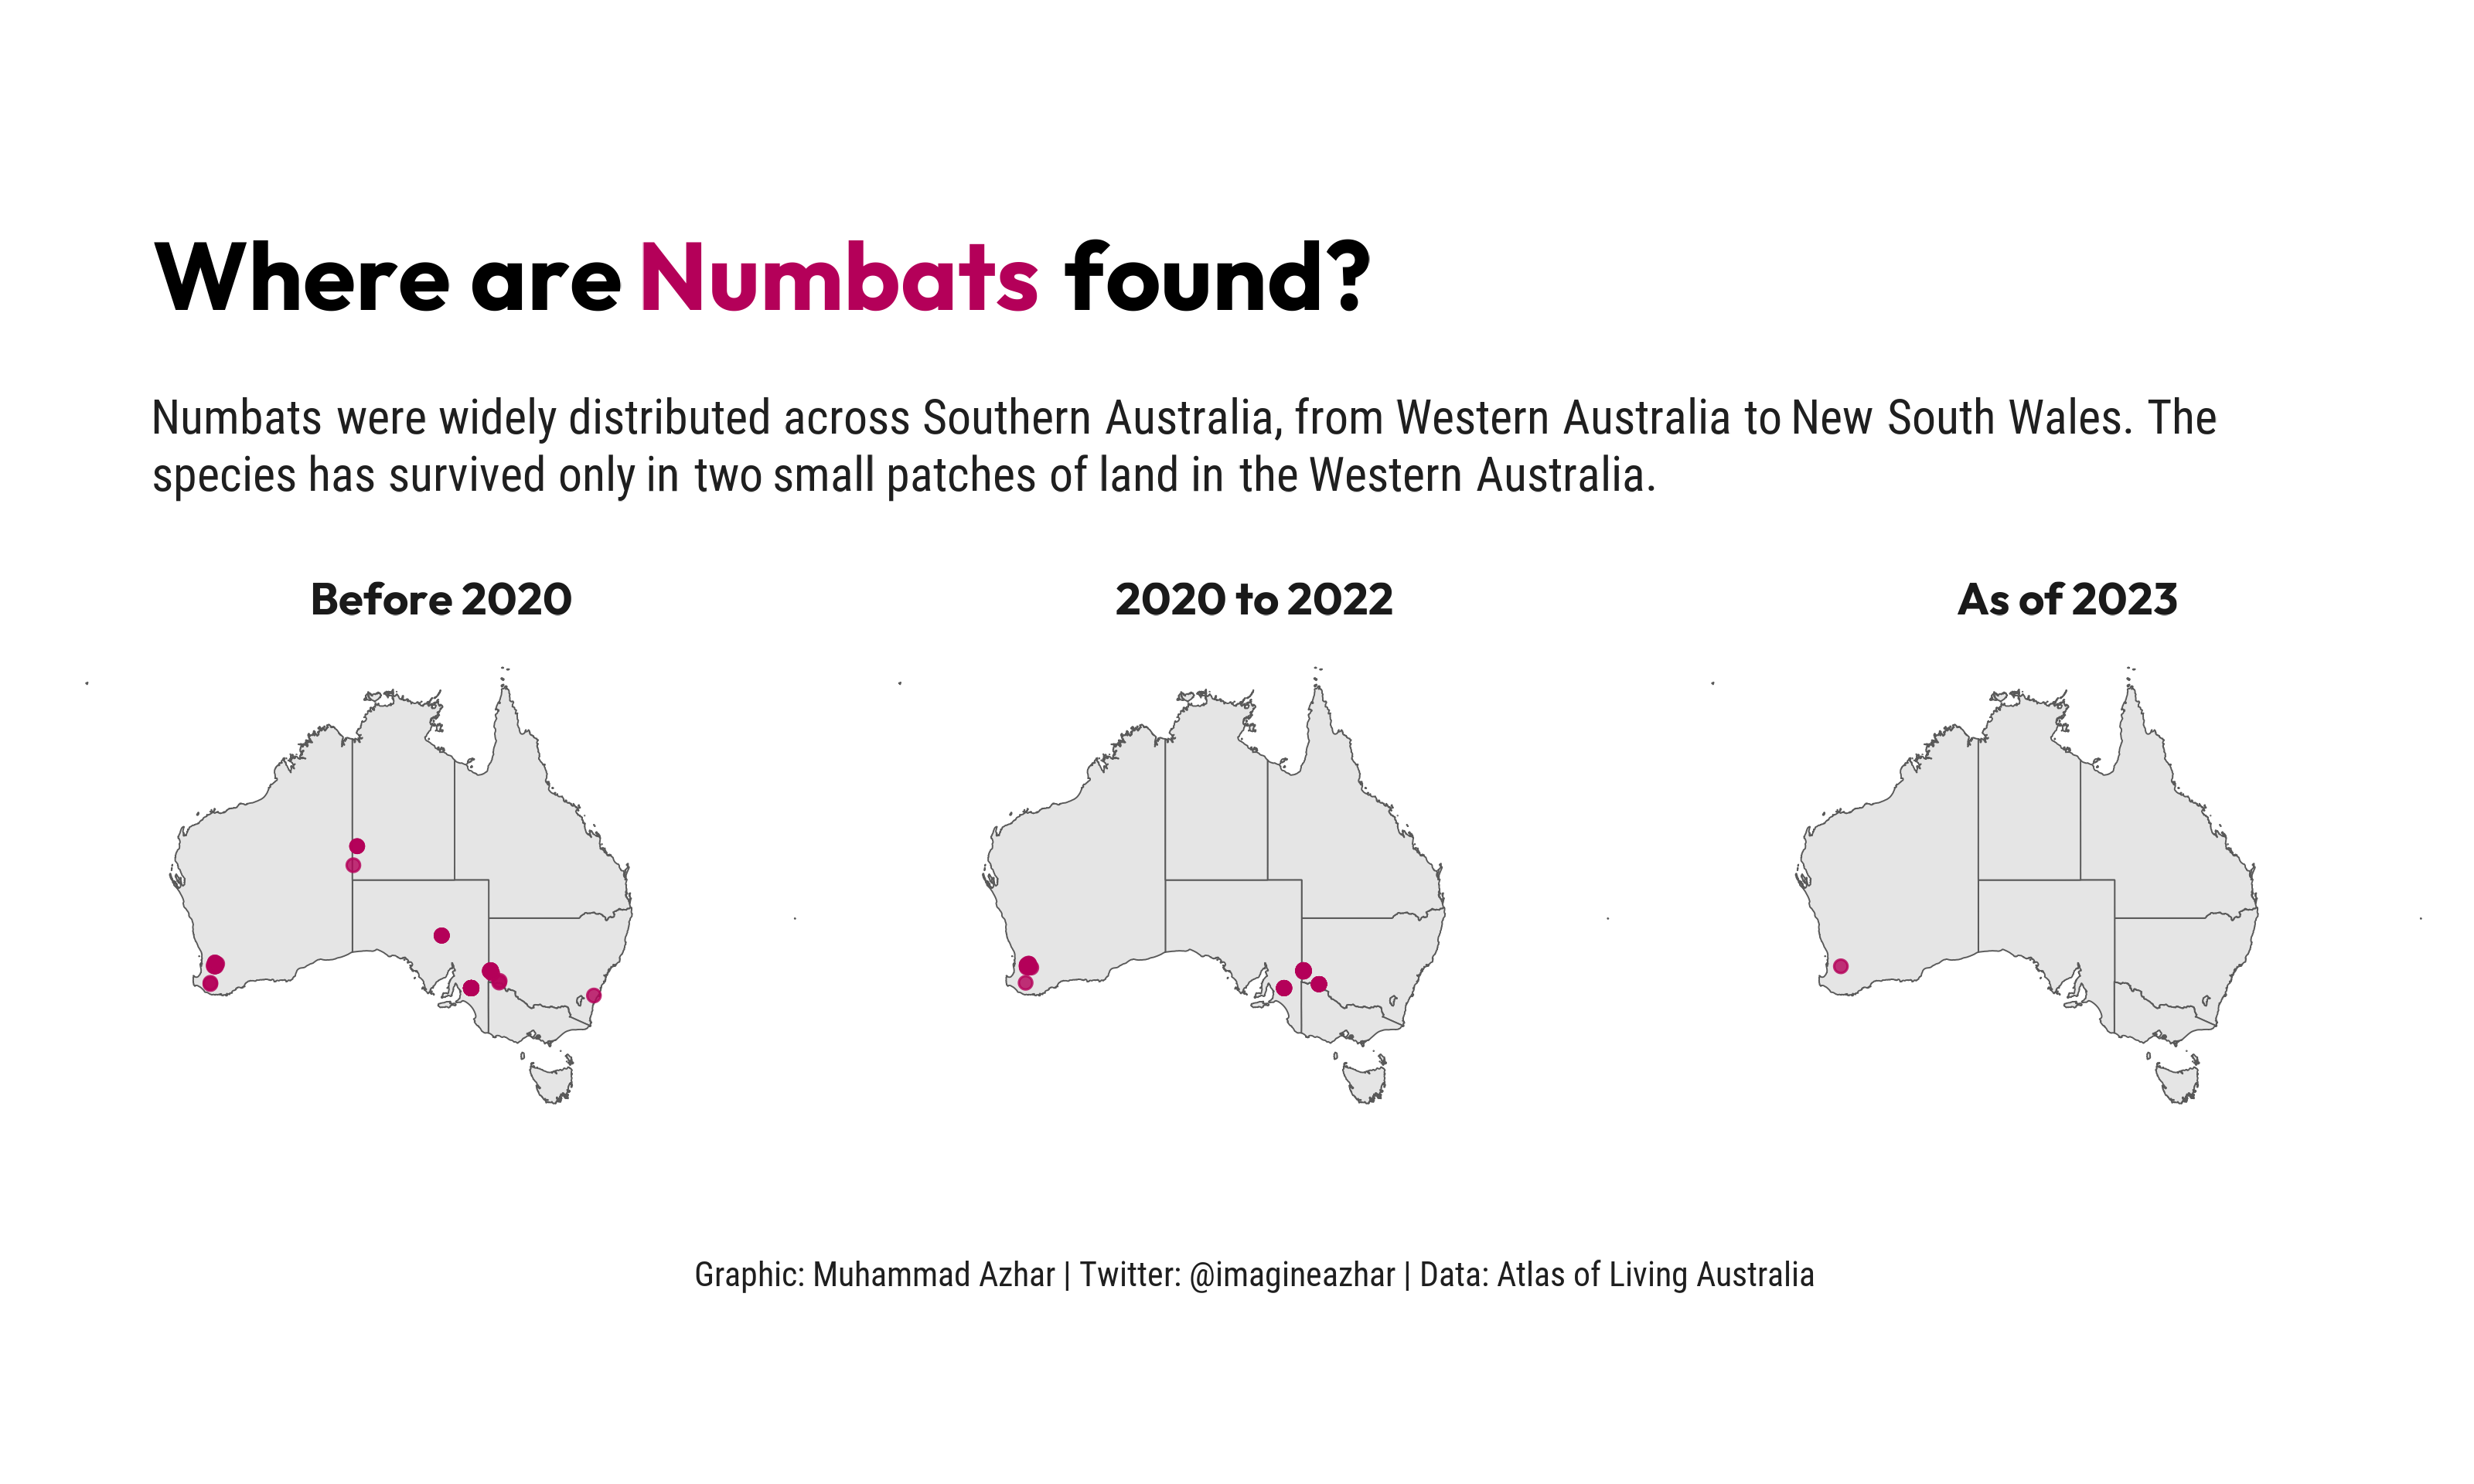 Where are Numbats found?
Numbats were widely distributed across Southern Australia, from Western Australia to New South Wales. The
species has survived only in two small patches of land in the Western Australia.
Before 2020
2020 to 2022
As of 2023
Graphic: Muhammad Azhar | Twitter: @imagineazhar | Data: Atlas of Living Australia